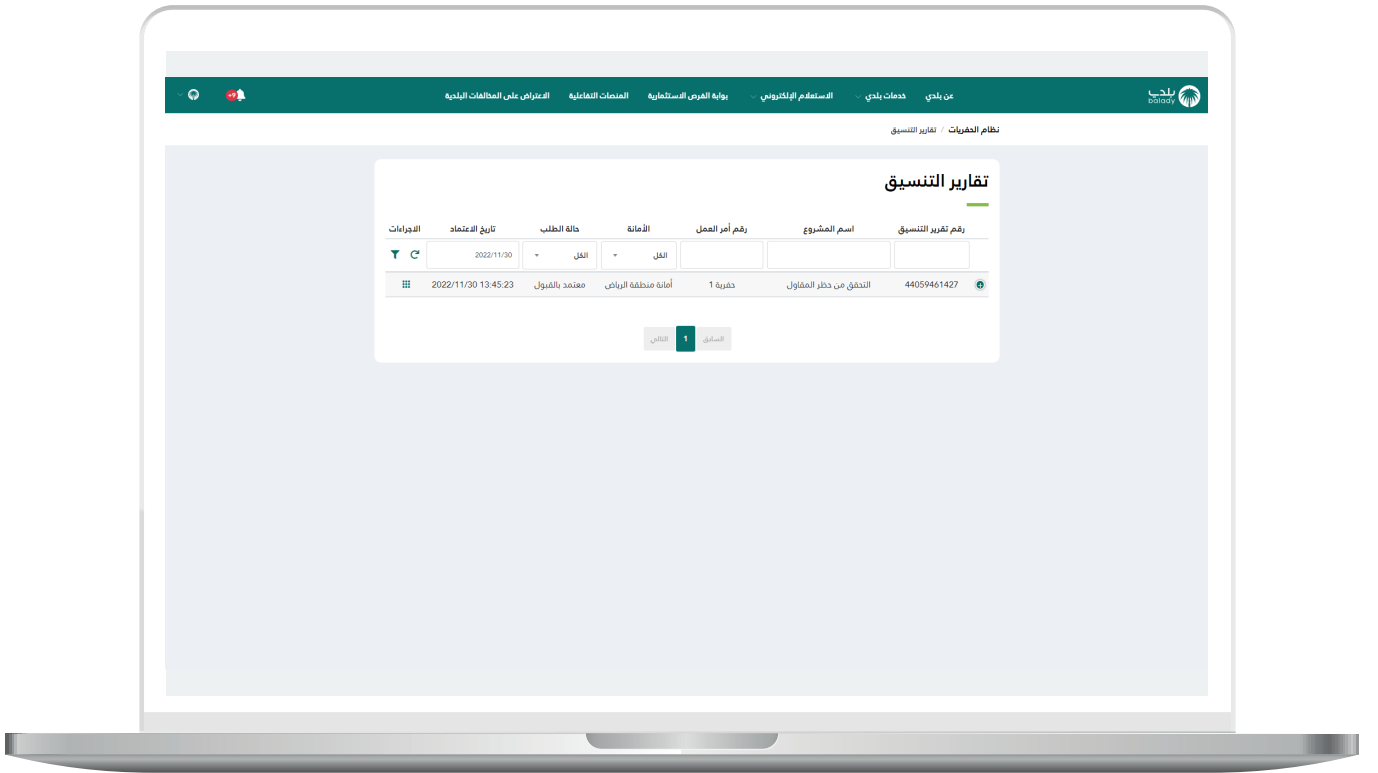 بلدي
balady
عن بلدي خدمات بلدي الاستعلام الإلكتروني بوابة الفرص الاستثمارية المنصات التفاعلية الاعتراض على المخالفات البلدية
+9
نظام الحفريات / تقارير التنسيق
تقارير التنسيق
رقم تقرير التنسيق اسم المشروع رقم أمر العمل الأمانة حالة الطلب تاريخ الاعتماد الاجراءات
الكل الكل 2022/11/30
44059461427 التحقق من حظر المقاول حفرية 1 أمانة منطقة الرياض معتمد بالقبول 2022/11/30 13:45:23
السابق 1 التالي